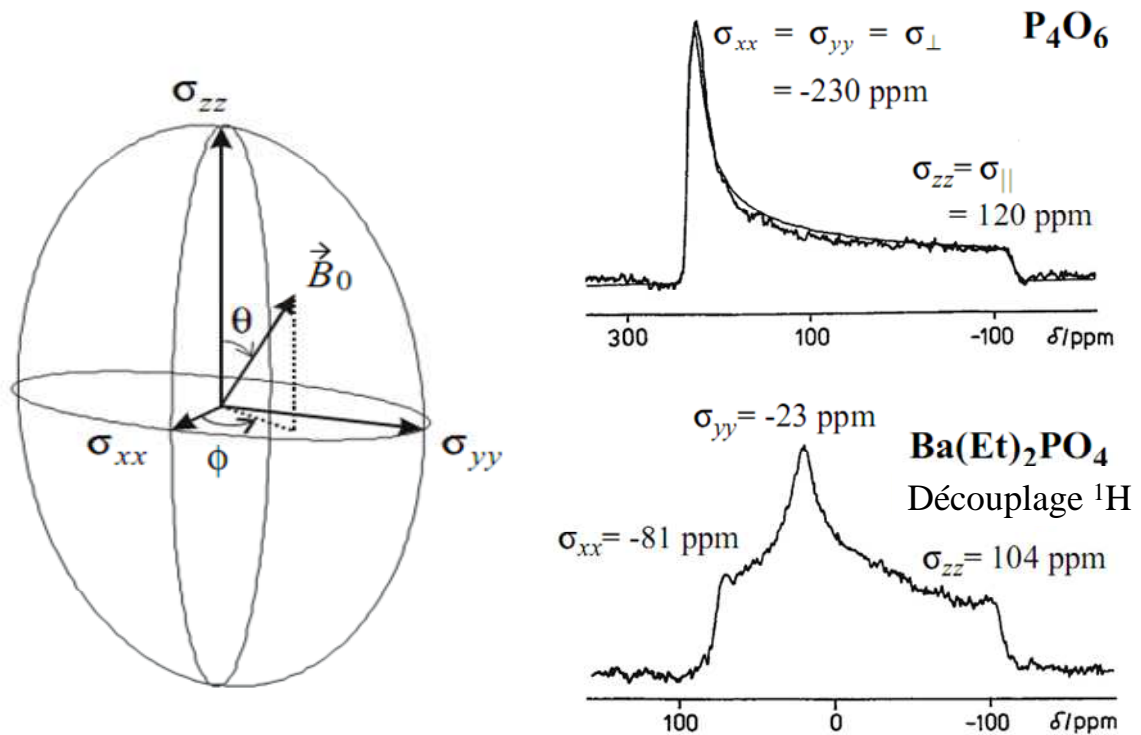 σzz
B⃗0
θ
σxx
ϕ
σyy
P4O6
σxx = σyy = σ⊥
= -230 ppm
σzz= σ||
= 120 ppm
300 100 -100 δ/ppm
σyy= -23 ppm
Ba(Et)2PO4
Découplage ¹H
σxx= -81 ppm
σzz= 104 ppm
100 0 -100 δ/ppm